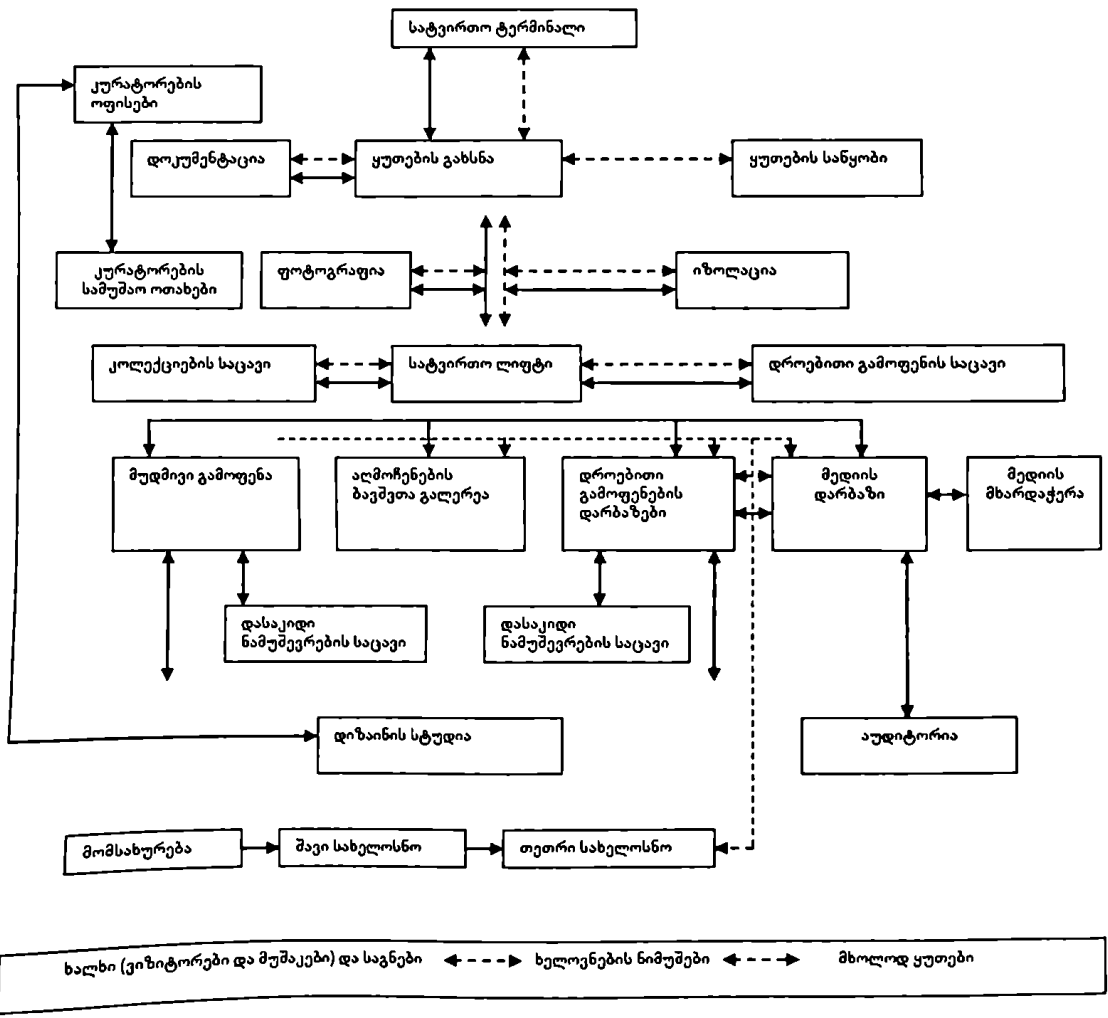 სატვირთო ტერმინალი
კურატორების
ოფისები
დოკუმენტაცია
ყუთების გახსნა
ყუთების საწყობი
კურატორების
სამუშაო ოთახები
ფოტოგრაფია
იზოლაცია
კოლექციების საცავი
სატვირთო ლიფტი
დროებითი გამოფენის საცავი
მუდმივი გამოფენა
აღმოჩენების
ბავშვთა გალერეა
დროებითი
გამოფენების
დარბაზები
მედიის
დარბაზი
მედიის
მხარდაჭერა
დასაკიდი
ნამუშევრების საცავი
დასაკიდი
ნამუშევრების საცავი
დიზაინის სტუდია
აუდიტორია
მომსახურება
შავი სახელოსნო
თეთრი სახელოსნო
ხალხი (ვიზიტორები და მუშაკები) და საგნები
ხელოვნების ნიმუშები
მხოლოდ ყუთები